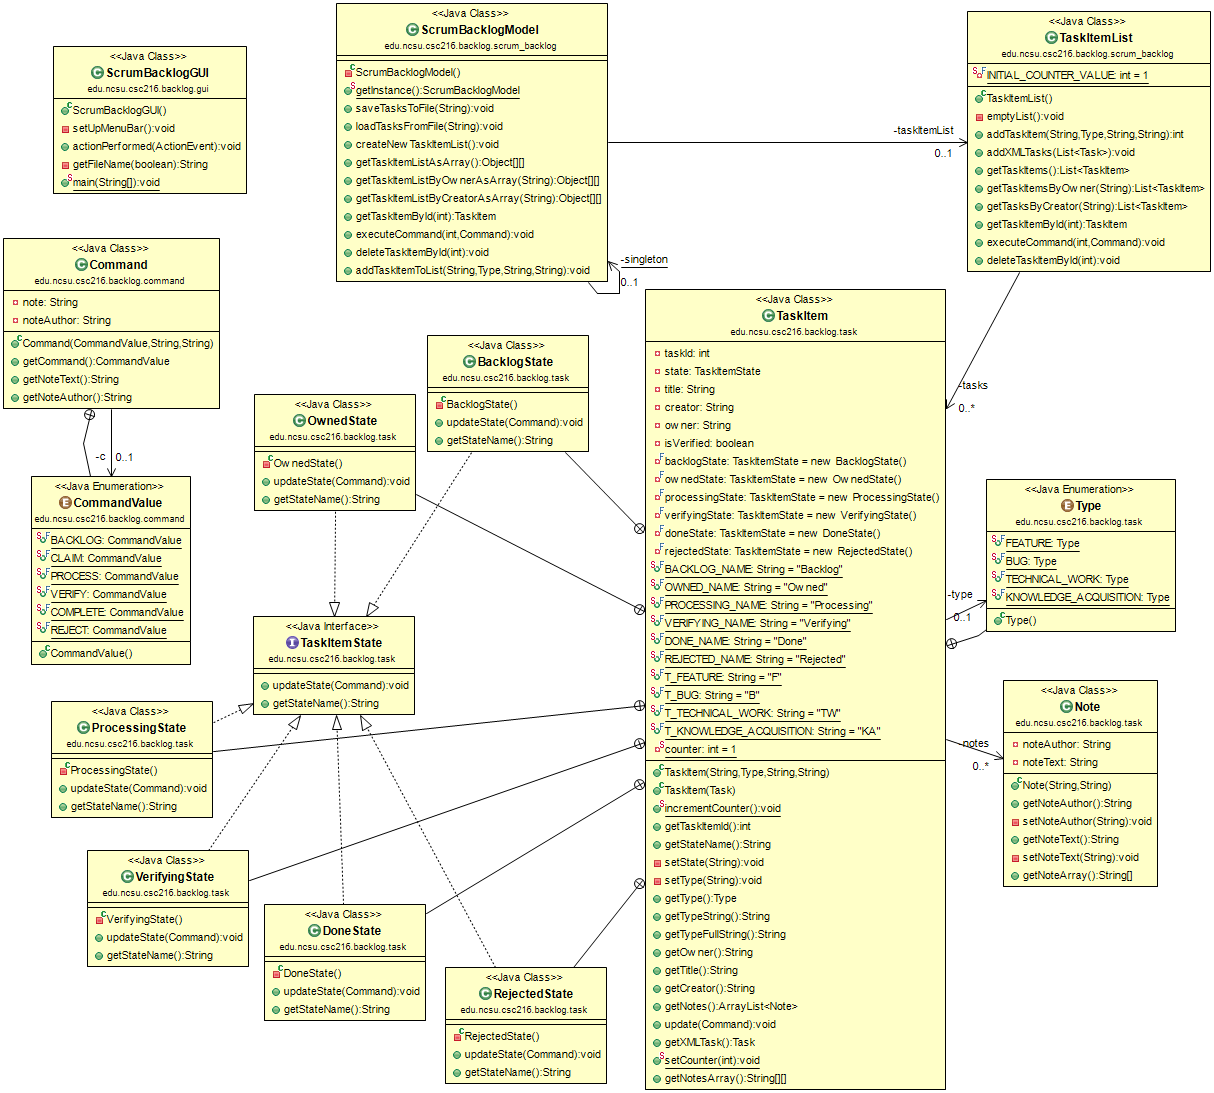 <<Java Class>>
ScrumBacklogGUI
edu.ncsu.csc216.backlog.gui
ScrumBacklogGUI()
setUpMenuBar():void
actionPerformed(ActionEvent):void
getFileName(boolean):String
main(String[]):void
<<Java Class>>
ScrumBacklogModel
edu.ncsu.csc216.backlog.scrum_backlog
ScrumBacklogModel()
getInstance():ScrumBacklogModel
saveTasksToFile(String):void
loadTasksFromFile(String):void
createNewTaskItemList():void
getTaskItemListAsArray():Object[][]
getTaskItemListByOwnerAsArray(String):Object[][]
getTaskItemListByCreatorAsArray(String):Object[][]
getTaskItemById(int):TaskItem
executeCommand(int,Command):void
deleteTaskItemById(int):void
addTaskItemToList(String,Type,String,String):void
-singleton
0..1
-taskItemList
0..1
<<Java Class>>
TaskItemList
edu.ncsu.csc216.backlog.scrum_backlog
INITIAL_COUNTER_VALUE: int = 1
TaskItemList()
emptyList():void
addTaskItem(String,Type,String,String):int
addXMLTasks(List<Task>):void
getTaskItems():List<TaskItem>
getTaskItemsByOwner(String):List<TaskItem>
getTasksByCreator(String):List<TaskItem>
getTaskItemById(int):TaskItem
executeCommand(int,Command):void
deleteTaskItemById(int):void
-tasks
0..*
<<Java Class>>
Command
edu.ncsu.csc216.backlog.command
note: String
noteAuthor: String
Command(CommandValue,String,String)
getCommand():CommandValue
getNoteText():String
getNoteAuthor():String
-c
0..1
<<Java Enumeration>>
CommandValue
edu.ncsu.csc216.backlog.command
BACKLOG: CommandValue
CLAIM: CommandValue
PROCESS: CommandValue
VERIFY: CommandValue
COMPLETE: CommandValue
REJECT: CommandValue
CommandValue()
<<Java Class>>
OwnedState
edu.ncsu.csc216.backlog.task
OwnedState()
updateState(Command):void
getStateName():String
<<Java Class>>
BacklogState
edu.ncsu.csc216.backlog.task
BacklogState()
updateState(Command):void
getStateName():String
<<Java Interface>>
TaskItemState
edu.ncsu.csc216.backlog.task
updateState(Command):void
getStateName():String
<<Java Class>>
ProcessingState
edu.ncsu.csc216.backlog.task
ProcessingState()
updateState(Command):void
getStateName():String
<<Java Class>>
VerifyingState
edu.ncsu.csc216.backlog.task
VerifyingState()
updateState(Command):void
getStateName():String
<<Java Class>>
DoneState
edu.ncsu.csc216.backlog.task
DoneState()
updateState(Command):void
getStateName():String
<<Java Class>>
RejectedState
edu.ncsu.csc216.backlog.task
RejectedState()
updateState(Command):void
getStateName():String
<<Java Class>>
TaskItem
edu.ncsu.csc216.backlog.task
taskId: int
state: TaskItemState
title: String
creator: String
owner: String
isVerified: boolean
backlogState: TaskItemState = new BacklogState()
ownedState: TaskItemState = new OwnedState()
processingState: TaskItemState = new ProcessingState()
verifyingState: TaskItemState = new VerifyingState()
doneState: TaskItemState = new DoneState()
rejectedState: TaskItemState = new RejectedState()
BACKLOG_NAME: String = "Backlog"
OWNED_NAME: String = "Owned"
PROCESSING_NAME: String = "Processing"
VERIFYING_NAME: String = "Verifying"
DONE_NAME: String = "Done"
REJECTED_NAME: String = "Rejected"
T_FEATURE: String = "F"
T_BUG: String = "B"
T_TECHNICAL_WORK: String = "TW"
T_KNOWLEDGE_ACQUISITION: String = "KA"
counter: int = 1
TaskItem(String,Type,String,String)
TaskItem(Task)
incrementCounter():void
getTaskItemId():int
getStateName():String
setState(String):void
setType(String):void
getType():Type
getTypeString():String
getTypeFullString():String
getOwner():String
getTitle():String
getCreator():String
getNotes():ArrayList<Note>
update(Command):void
getXMLTask():Task
setCounter(int):void
getNotesArray():String[][]
-type
0..1
<<Java Enumeration>>
Type
edu.ncsu.csc216.backlog.task
FEATURE: Type
BUG: Type
TECHNICAL_WORK: Type
KNOWLEDGE_ACQUISITION: Type
Type()
-notes
0..*
<<Java Class>>
Note
edu.ncsu.csc216.backlog.task
noteAuthor: String
noteText: String
Note(String,String)
getNoteAuthor():String
setNoteAuthor(String):void
getNoteText():String
setNoteText(String):void
getNoteArray():String[]